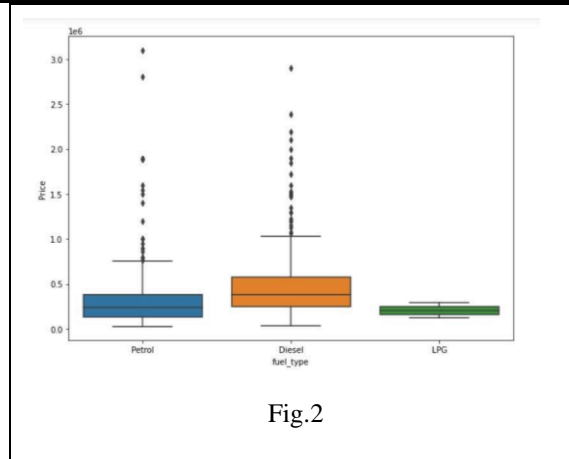 1e6
3.0
2.5
2.0
1.5
1.0
0.5
0.0
Price
Petrol
Diesel
LPG
fuel_type
Fig.2